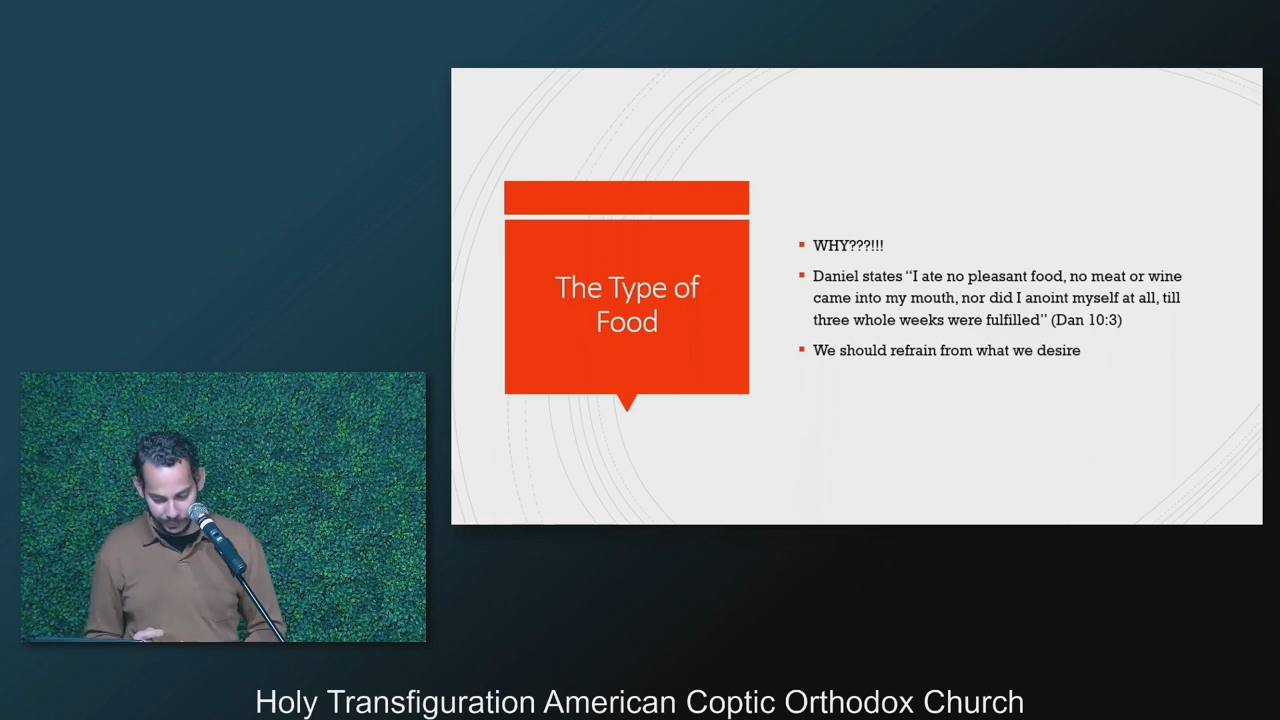 The Type of
Food
WHY???!!!
Daniel states “I ate no pleasant food, no meat or wine
came into my mouth, nor did I anoint myself at all, till
three whole weeks were fulfilled” (Dan 10:3)
We should refrain from what we desire
Holy Transfiguration American Coptic Orthodox Church